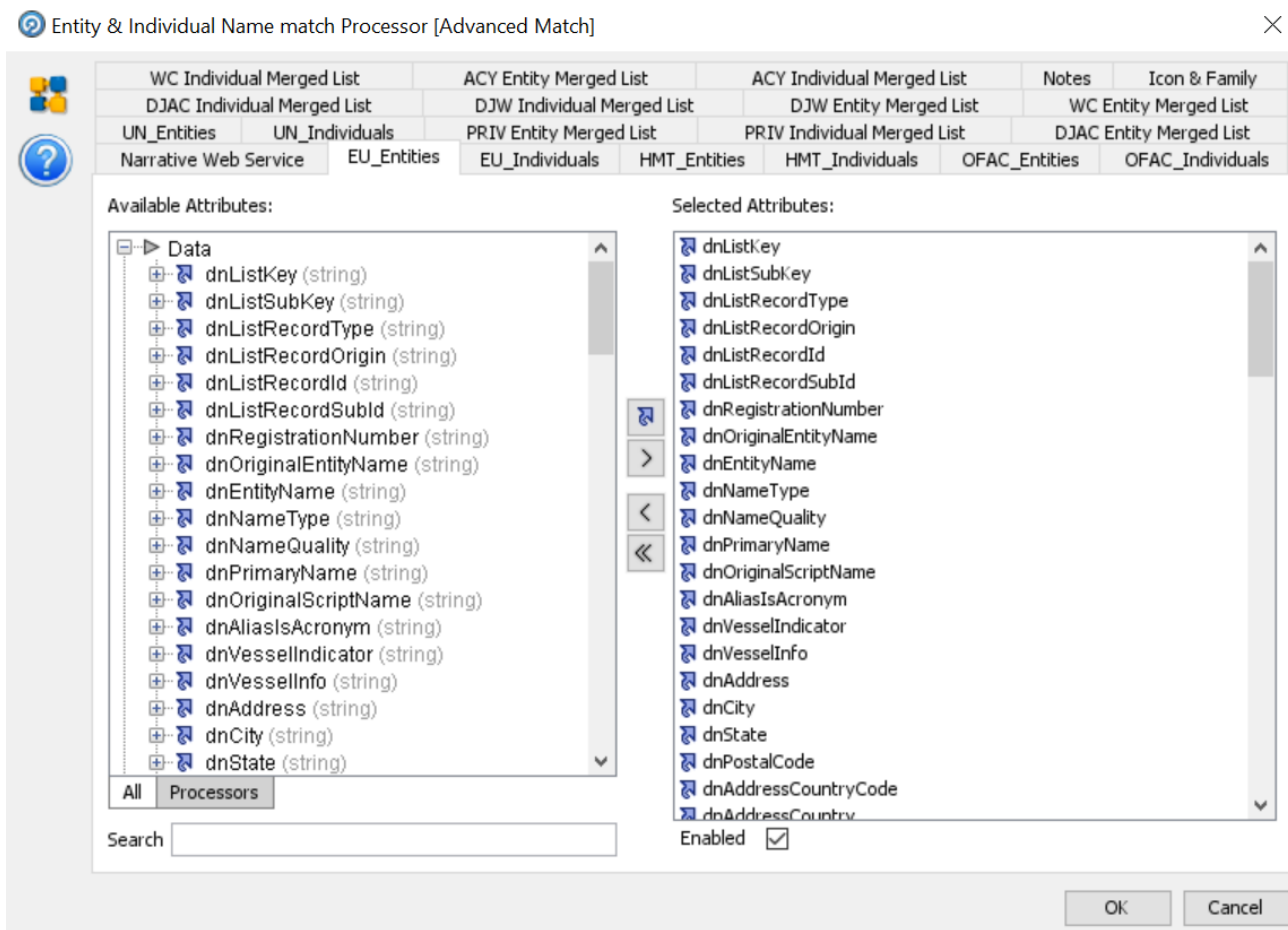 Entity & Individual Name match Processor [Advanced Match]
WC Individual Merged List ACY Entity Merged List ACY Individual Merged List Notes Icon & Family
DJAC Individual Merged List DJW Individual Merged List DJW Entity Merged List WC Entity Merged List
UN_Entities UN_Individuals PRIV Entity Merged List PRIV Individual Merged List DJAC Entity Merged List
Narrative Web Service EU_Entities EU_Individuals HMT_Entities HMT_Individuals OFAC_Entities OFAC_Individuals
Available Attributes:
Data
dnListKey (string)
dnListSubKey (string)
dnListRecordType (string)
dnListRecordOrigin (string)
dnListRecordId (string)
dnListRecordSubId (string)
dnRegistrationNumber (string)
dnOriginalEntityName (string)
dnEntityName (string)
dnNameType (string)
dnNameQuality (string)
dnPrimaryName (string)
dnOriginalScriptName (string)
dnAliasIsAcronym (string)
dnVesselIndicator (string)
dnVesselInfo (string)
dnAddress (string)
dnCity (string)
dnState (string)
All Processors
Search
Selected Attributes:
dnListKey
dnListSubKey
dnListRecordType
dnListRecordOrigin
dnListRecordId
dnListRecordSubId
dnRegistrationNumber
dnOriginalEntityName
dnEntityName
dnNameType
dnNameQuality
dnPrimaryName
dnOriginalScriptName
dnAliasIsAcronym
dnVesselIndicator
dnVesselInfo
dnAddress
dnCity
dnState
dnPostalCode
dnAddressCountryCode
dnAddressCountry
Enabled
OK Cancel